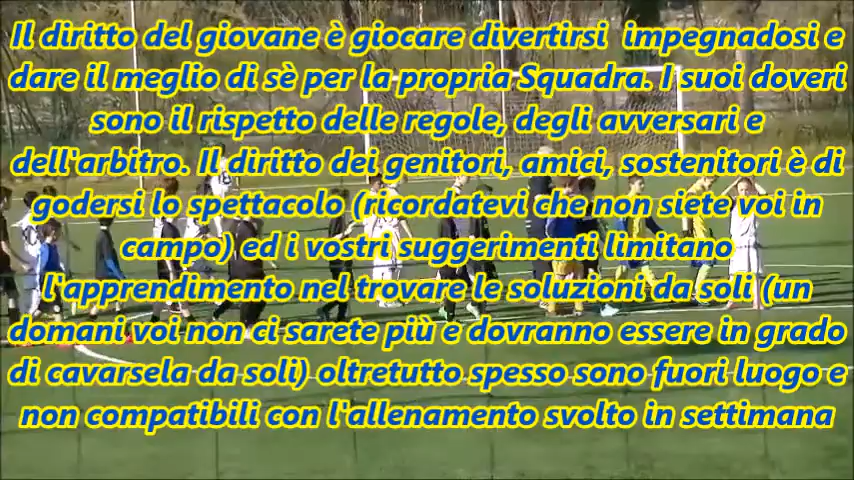 Il diritto del giovane è giocare divertirsi impegnadosi e
dare il meglio di sè per la propria Squadra. I suoi doveri
sono il rispetto delle regole, degli avversari e
dell'arbitro. Il diritto dei genitori, amici, sostenitori è di
godersi lo spettacolo (ricordatevi che non siete voi in
campo) ed i vostri suggerimenti limitano
l'apprendimento nel trovare le soluzioni da soli (un
domani voi non ci sarete più e dovranno essere in grado
di cavarsela da soli) oltretutto spesso sono fuori luogo e
non compatibili con l'allenamento svolto in settimana